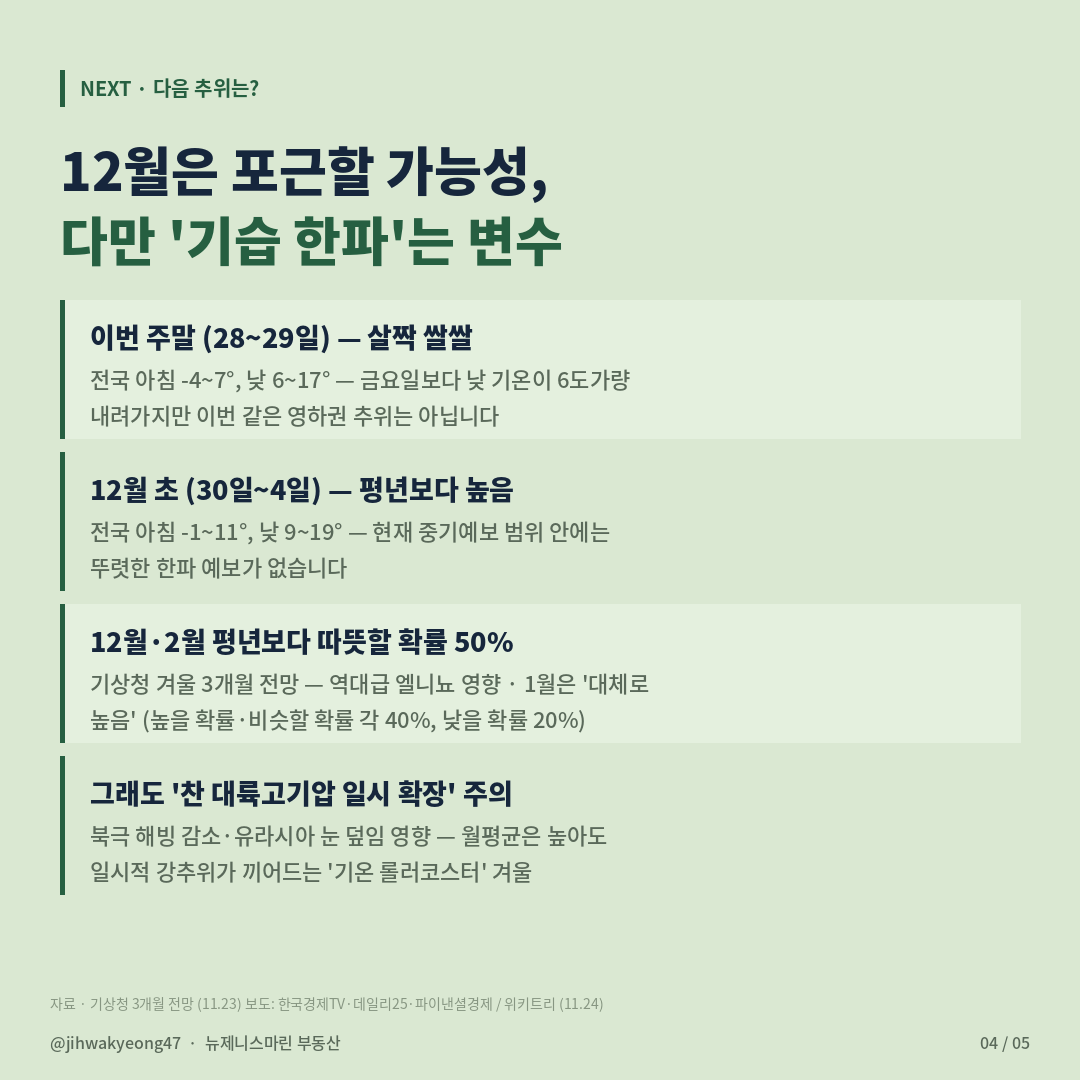 NEXT · 다음 추위는?
12월은 포근할 가능성,
다만 '기습 한파'는 변수
이번 주말 (28~29일) — 살짝 쌀쌀
전국 아침 -4~7°, 낮 6~17° — 금요일보다 낮 기온이 6도가량
내려가지만 이번 같은 영하권 추위는 아닙니다
12월 초 (30일~4일) — 평년보다 높음
전국 아침 -1~11°, 낮 9~19° — 현재 중기예보 범위 안에는
뚜렷한 한파 예보가 없습니다
12월·2월 평년보다 따뜻할 확률 50%
기상청 겨울 3개월 전망 — 역대급 엘니뇨 영향 · 1월은 '대체로
높음' (높을 확률·비슷할 확률 각 40%, 낮을 확률 20%)
그래도 '찬 대륙고기압 일시 확장' 주의
북극 해빙 감소·유라시아 눈 덮임 영향 — 월평균은 높아도
일시적 강추위가 끼어드는 '기온 롤러코스터' 겨울
자료 · 기상청 3개월 전망 (11.23) 보도: 한국경제TV·데일리25·파이낸셜경제 / 위키트리 (11.24)
@jihwakyeong47 · 뉴제니스마린 부동산
04 / 05